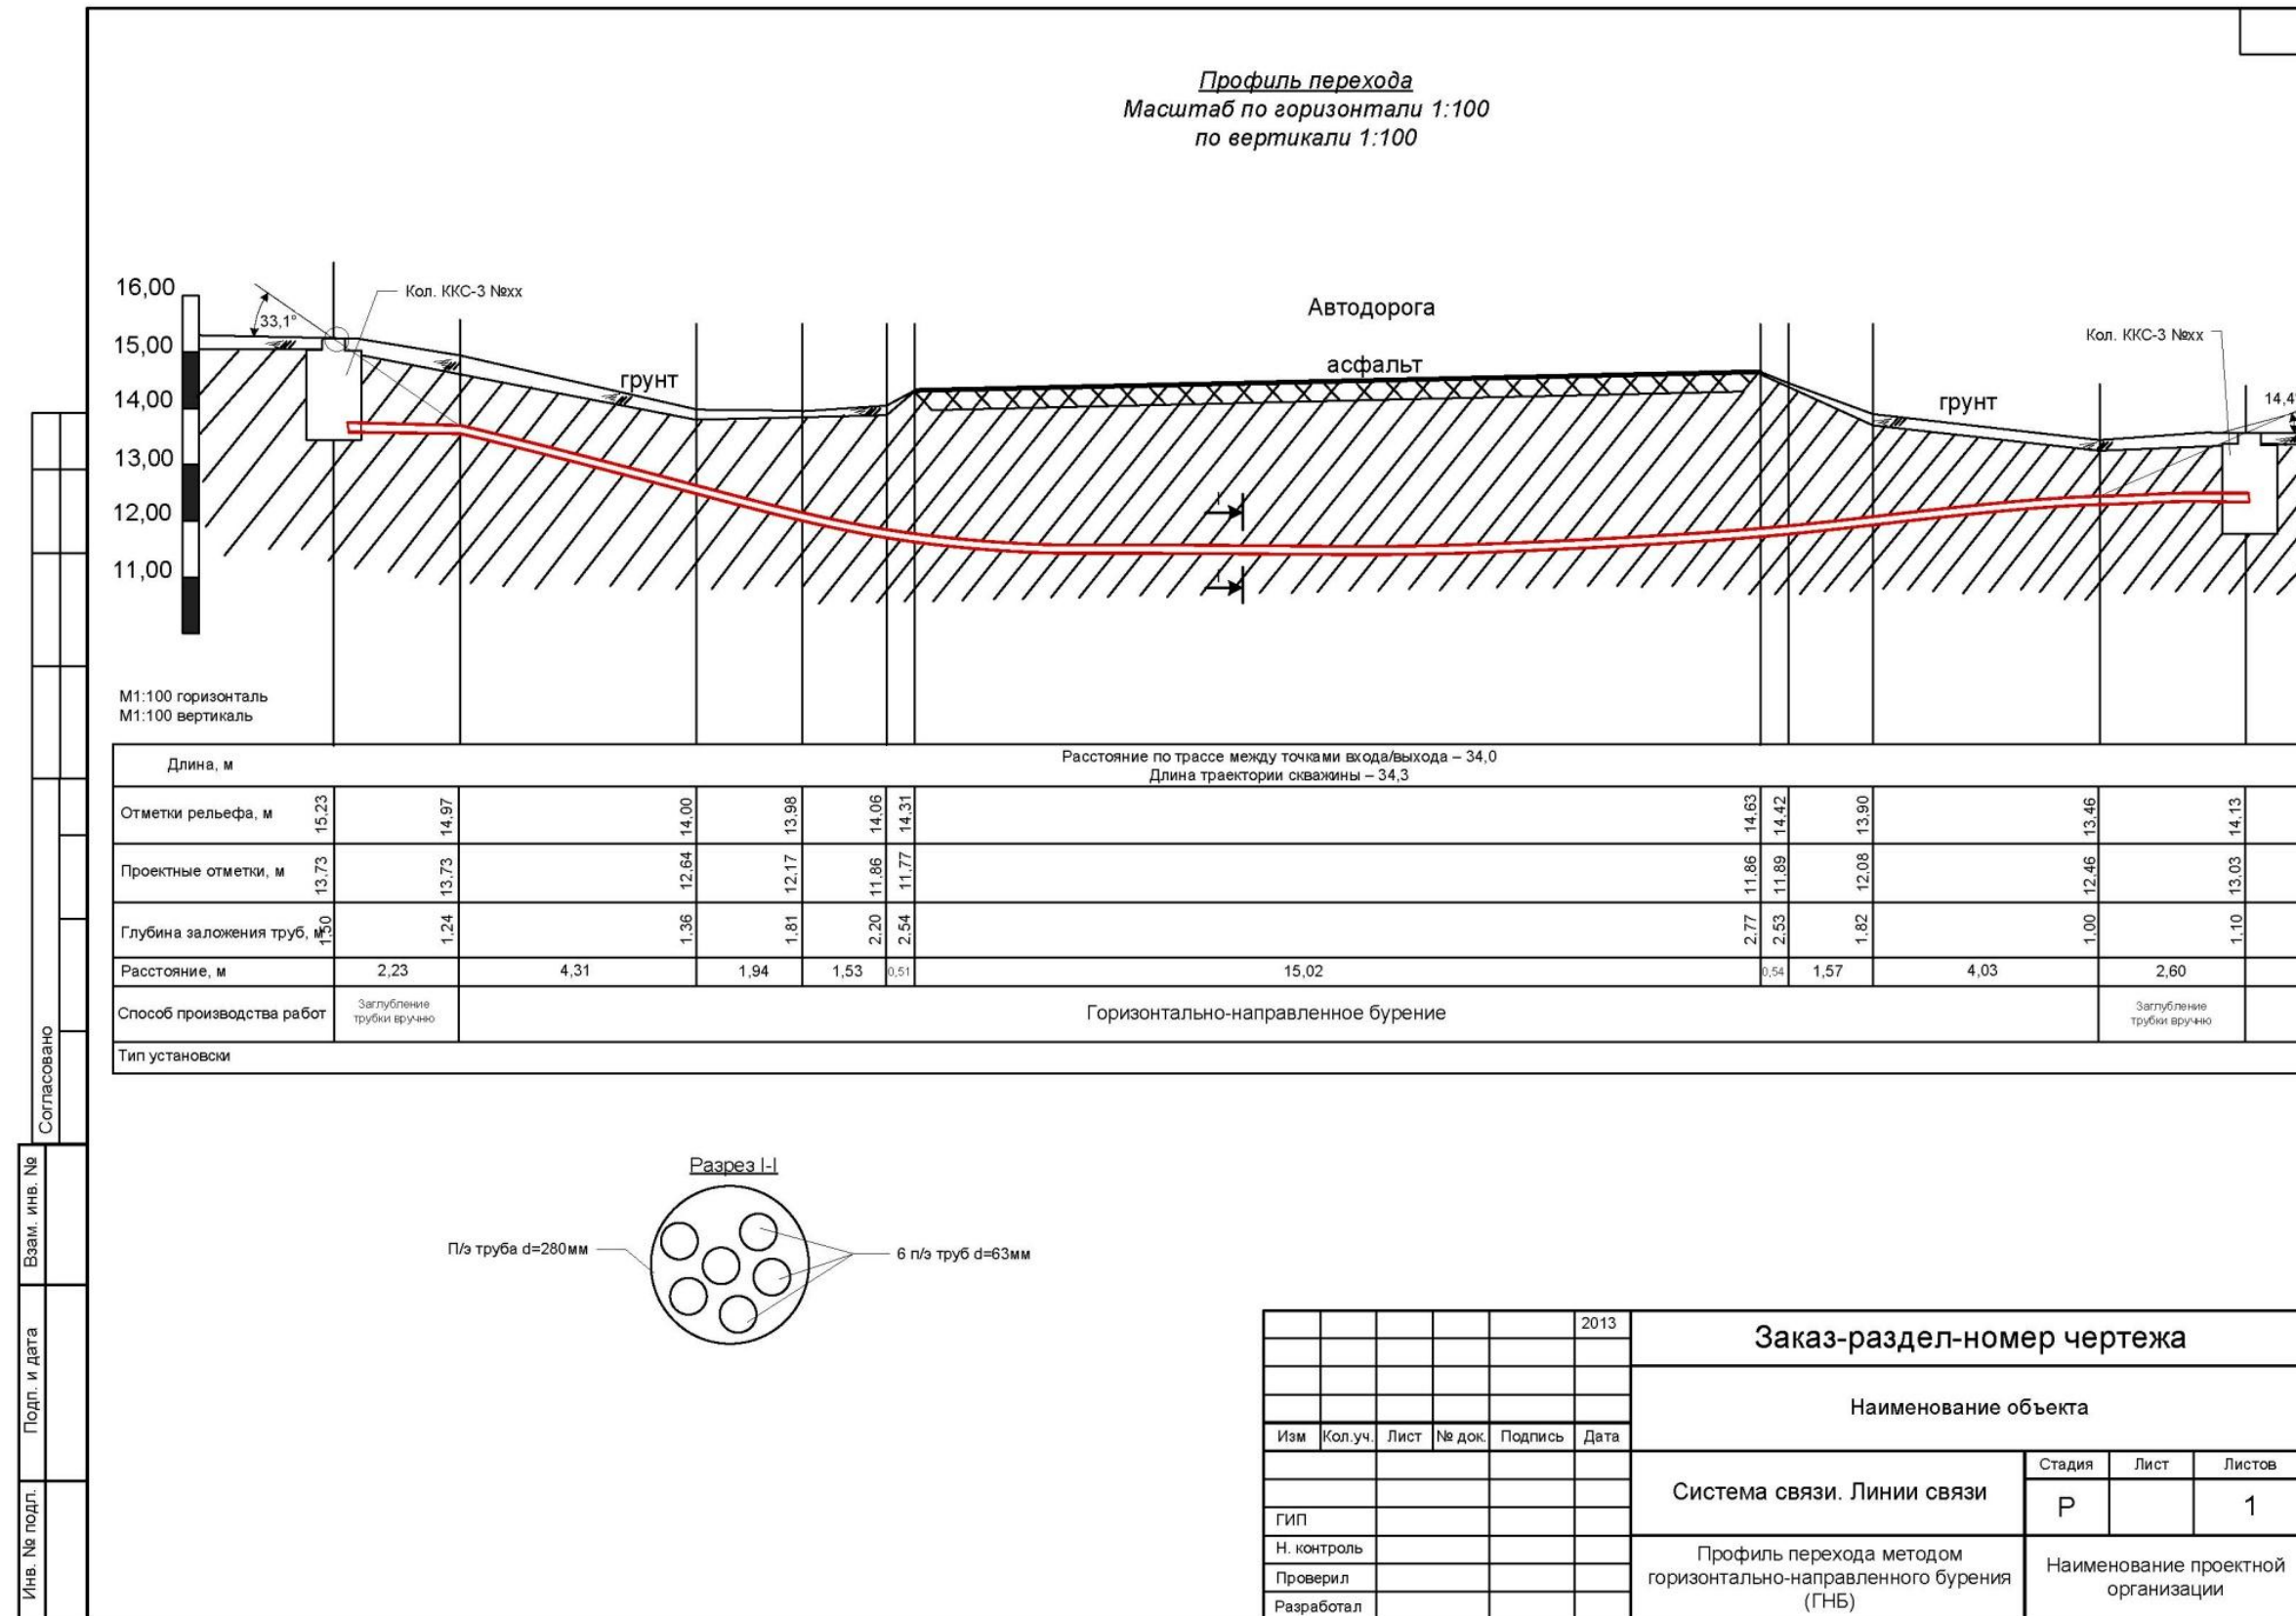 Профиль перехода
Масштаб по горизонтали 1:100
по вертикали 1:100
Автодорога
асфальт
грунт
грунт
Кол. ККС-3 №хх
Кол. ККС-3 №хх
33,1°
14,4°
16,00
15,00
14,00
13,00
12,00
11,00
I
I
М1:100 горизонталь
М1:100 вертикаль
Длина, м
Расстояние по трассе между точками входа/выхода – 34,0
Длина траектории скважины – 34,3
Отметки рельефа, м 15,23 14,97 14,00 13,98 14,06 14,31 14,63 14,42 13,90 13,46 14,13
Проектные отметки, м 13,73 13,73 12,64 12,17 11,86 11,77 11,86 11,89 12,08 12,46 13,03
Глубина заложения труб, м 1,50 1,24 1,36 1,81 2,20 2,54 2,77 2,53 1,82 1,00 1,10
Расстояние, м 2,23 4,31 1,94 1,53 0,51 15,02 0,54 1,57 4,03 2,60
Способ производства работ
Заглубление
трубки вручню
Горизонтально-направленное бурение
Заглубление
трубки вручню
Тип установски
Разрез I-I
П/э труба d=280мм
6 п/э труб d=63мм
Согласовано
Взам. инв. №
Подп. и дата
Инв. № подл.
2013
Изм Кол.уч. Лист № док. Подпись Дата
ГИП
Н. контроль
Проверил
Разработал
Заказ-раздел-номер чертежа
Наименование объекта
Система связи. Линии связи
Стадия Лист Листов
Р 1
Профиль перехода методом
горизонтально-направленного бурения
(ГНБ)
Наименование проектной
организации